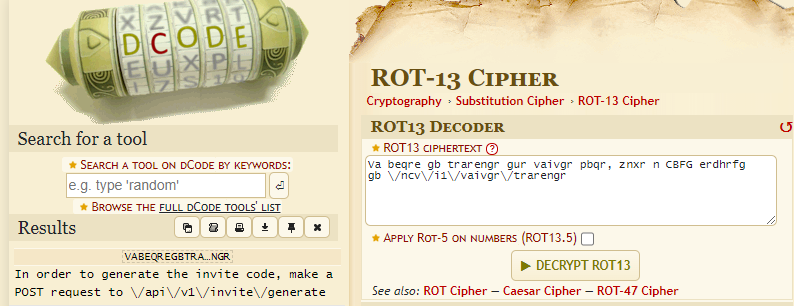 X Z V R T
D C O D E
E U X P L
Search for a tool
★ SEARCH A TOOL ON DCODE BY KEYWORDS:
e.g. type 'random'
★ BROWSE THE FULL DCODE TOOLS' LIST
Results
VABEQREGBTRA…NGR
In order to generate the invite code, make a
POST request to \/api\/v1\/invite\/generate
ROT-13 CIPHER
Cryptography › Substitution Cipher › ROT-13 Cipher
ROT13 DECODER
★ ROT13 CIPHERTEXT ?
Va beqre gb trarengr gur vaivgr pbqr, znxr n CBFG erdhrfg
gb \/ncv\/i1\/vaivgr\/trarengr
★ APPLY ROT-5 ON NUMBERS (ROT13.5)
▶ DECRYPT ROT13
See also: ROT Cipher — Caesar Cipher — ROT-47 Cipher